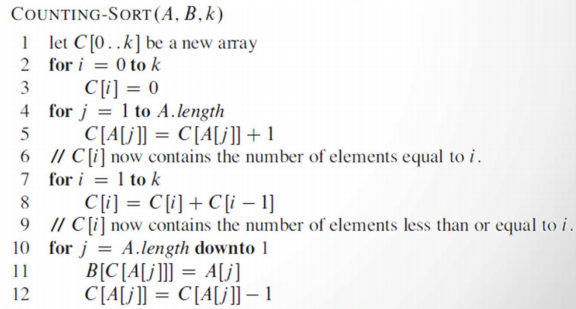 COUNTING-SORT(A, B, k)
1 let C[0..k] be a new array
2 for i = 0 to k
3 C[i] = 0
4 for j = 1 to A.length
5 C[A[j]] = C[A[j]] + 1
6 // C[i] now contains the number of elements equal to i.
7 for i = 1 to k
8 C[i] = C[i] + C[i − 1]
9 // C[i] now contains the number of elements less than or equal to i.
10 for j = A.length downto 1
11 B[C[A[j]]] = A[j]
12 C[A[j]] = C[A[j]] − 1